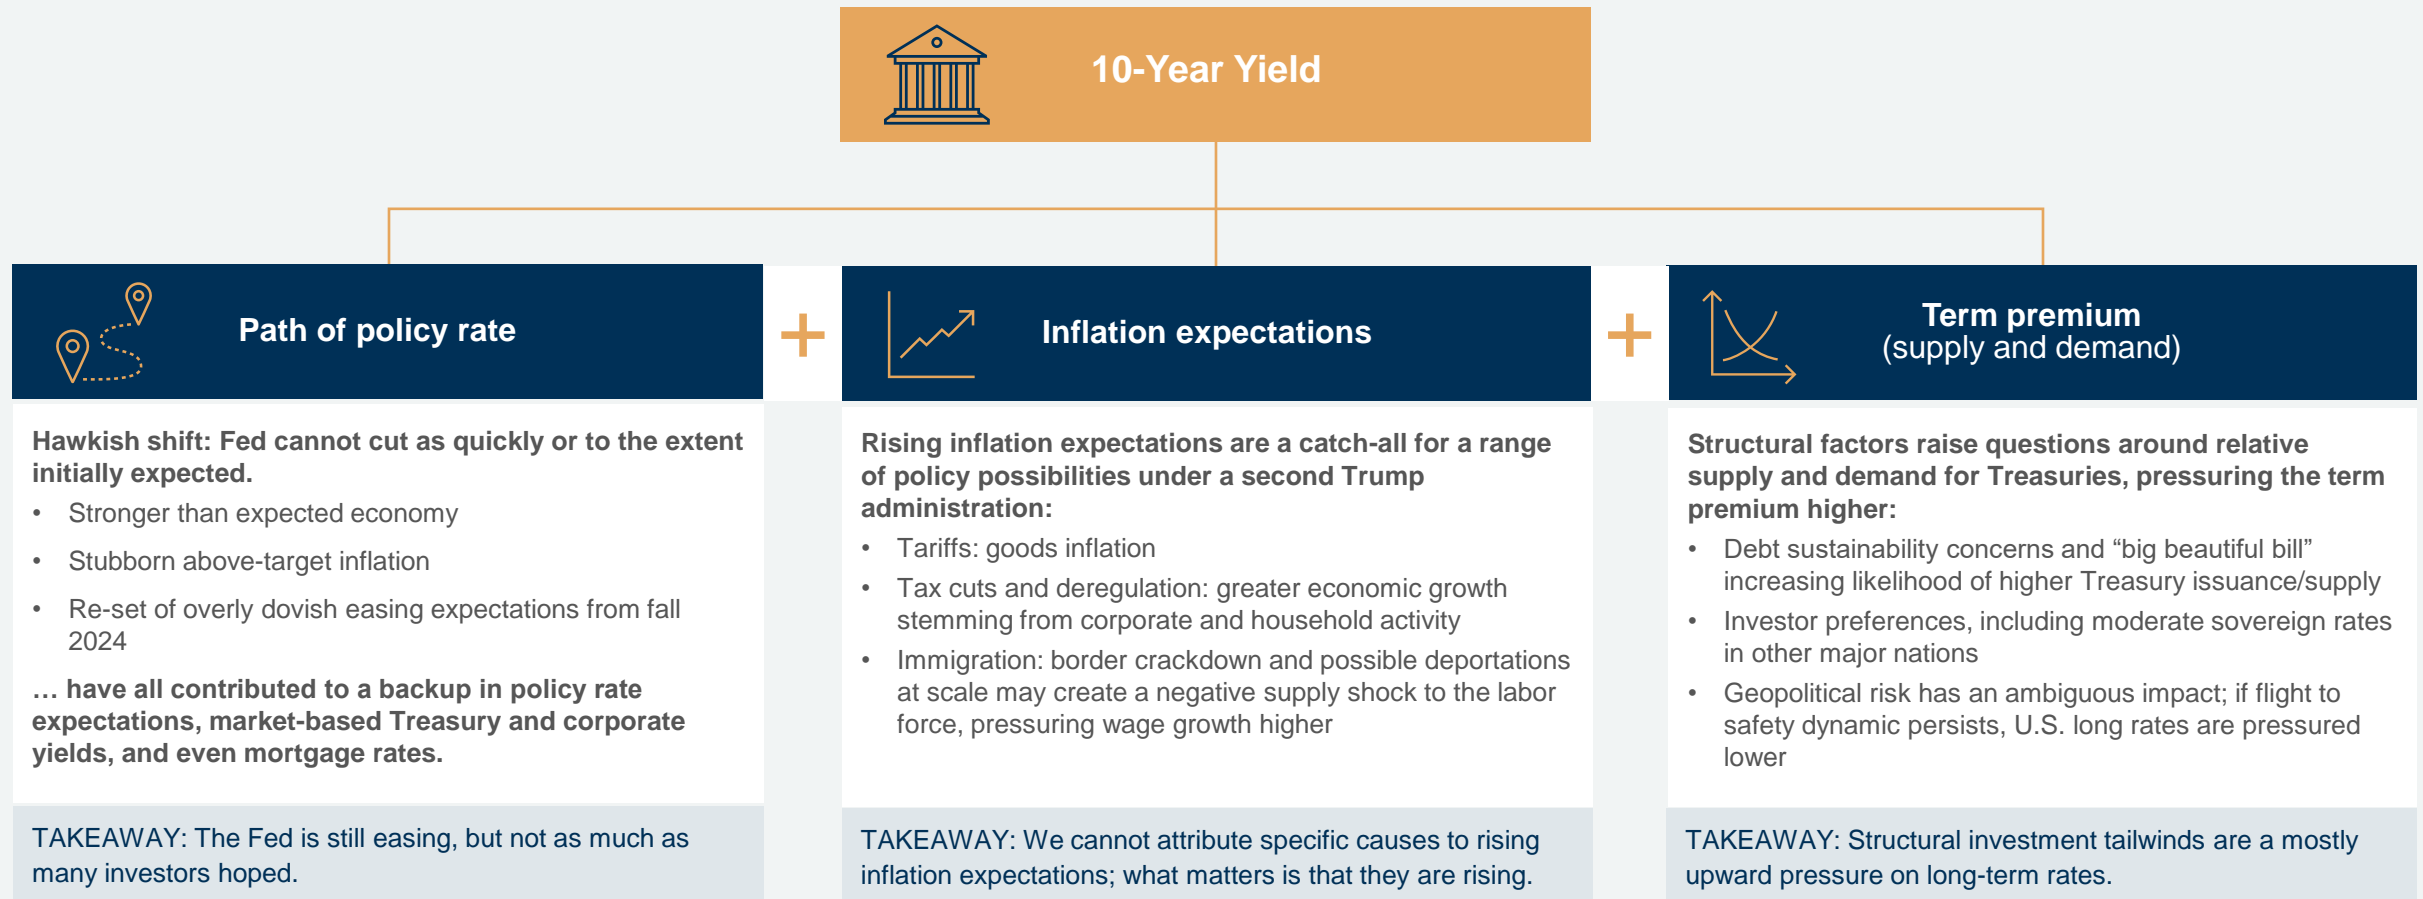 10-Year Yield
Path of policy rate
+
Inflation expectations
+
Term premium
(supply and demand)
Hawkish shift: Fed cannot cut as quickly or to the extent
initially expected.
• Stronger than expected economy
• Stubborn above-target inflation
• Re-set of overly dovish easing expectations from fall
2024
… have all contributed to a backup in policy rate
expectations, market-based Treasury and corporate
yields, and even mortgage rates.
TAKEAWAY: The Fed is still easing, but not as much as
many investors hoped.
Rising inflation expectations are a catch-all for a range
of policy possibilities under a second Trump
administration:
• Tariffs: goods inflation
• Tax cuts and deregulation: greater economic growth
stemming from corporate and household activity
• Immigration: border crackdown and possible deportations
at scale may create a negative supply shock to the labor
force, pressuring wage growth higher
TAKEAWAY: We cannot attribute specific causes to rising
inflation expectations; what matters is that they are rising.
Structural factors raise questions around relative
supply and demand for Treasuries, pressuring the term
premium higher:
• Debt sustainability concerns and “big beautiful bill”
increasing likelihood of higher Treasury issuance/supply
• Investor preferences, including moderate sovereign rates
in other major nations
• Geopolitical risk has an ambiguous impact; if flight to
safety dynamic persists, U.S. long rates are pressured
lower
TAKEAWAY: Structural investment tailwinds are a mostly
upward pressure on long-term rates.